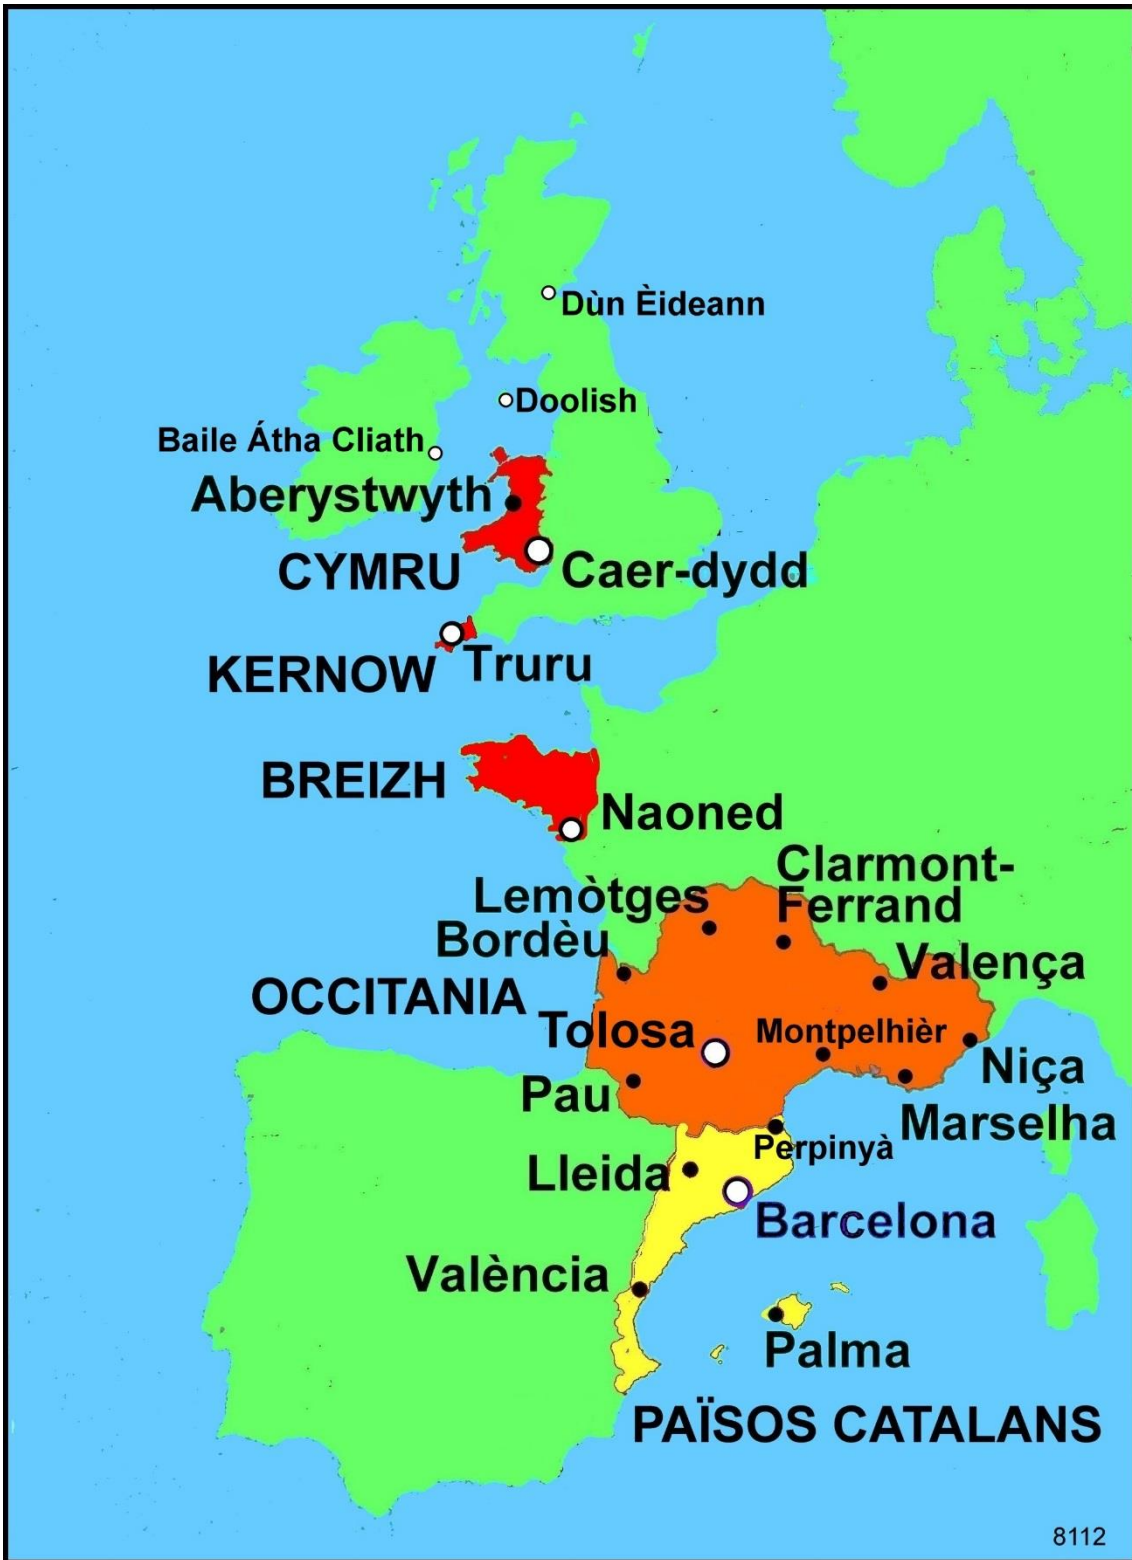 Dùn Èideann
Doolish
Baile Átha Cliath
Aberystwyth
CYMRU
Caer-dydd
KERNOW
Truru
BREIZH
Naoned
Clarmont-
Ferrand
Lemòtges
Bordèu
Valença
OCCITANIA
Tolosa
Montpelhièr
Niça
Pau
Marselha
Perpinyà
Lleida
Barcelona
València
Palma
PAÏSOS CATALANS
8112